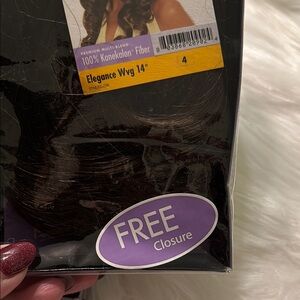 PREMIUM MULTI BLEND
100% Kanekalon® Fiber
Elegance Wvg 14"
4
FREE
Closure